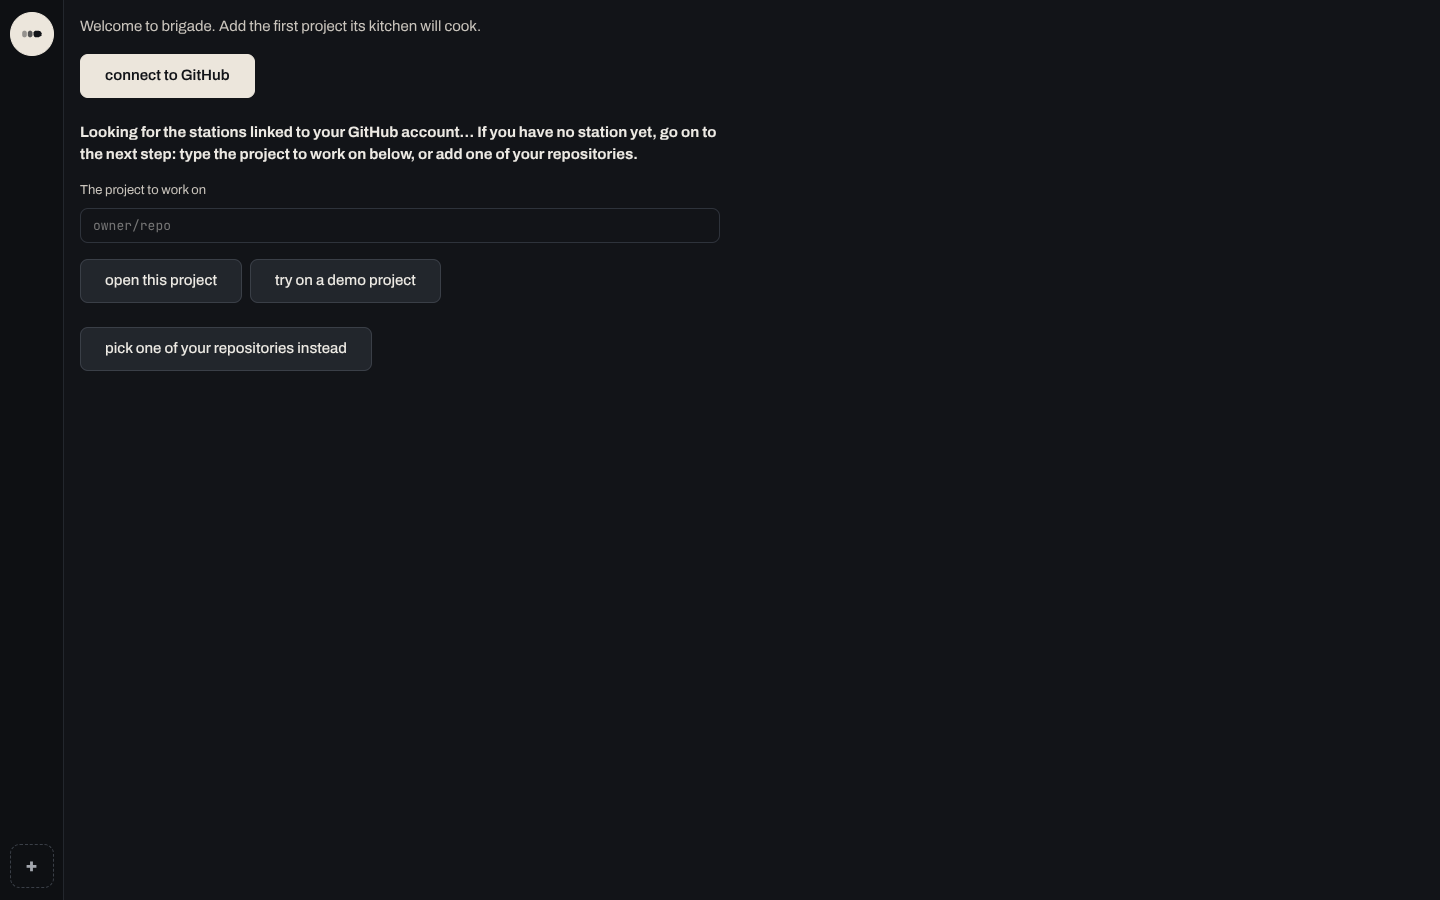 Welcome to brigade. Add the first project its kitchen will cook.
connect to GitHub
Looking for the stations linked to your GitHub account... If you have no station yet, go on to
the next step: type the project to work on below, or add one of your repositories.
The project to work on
owner/repo
open this project
try on a demo project
pick one of your repositories instead
+